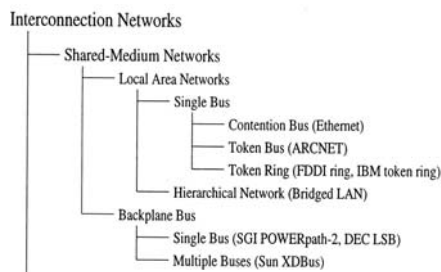 Interconnection Networks
Shared-Medium Networks
Local Area Networks
Single Bus
Contention Bus (Ethernet)
Token Bus (ARCNET)
Token Ring (FDDI ring, IBM token ring)
Hierarchical Network (Bridged LAN)
Backplane Bus
Single Bus (SGI POWERpath-2, DEC LSB)
Multiple Buses (Sun XDBus)